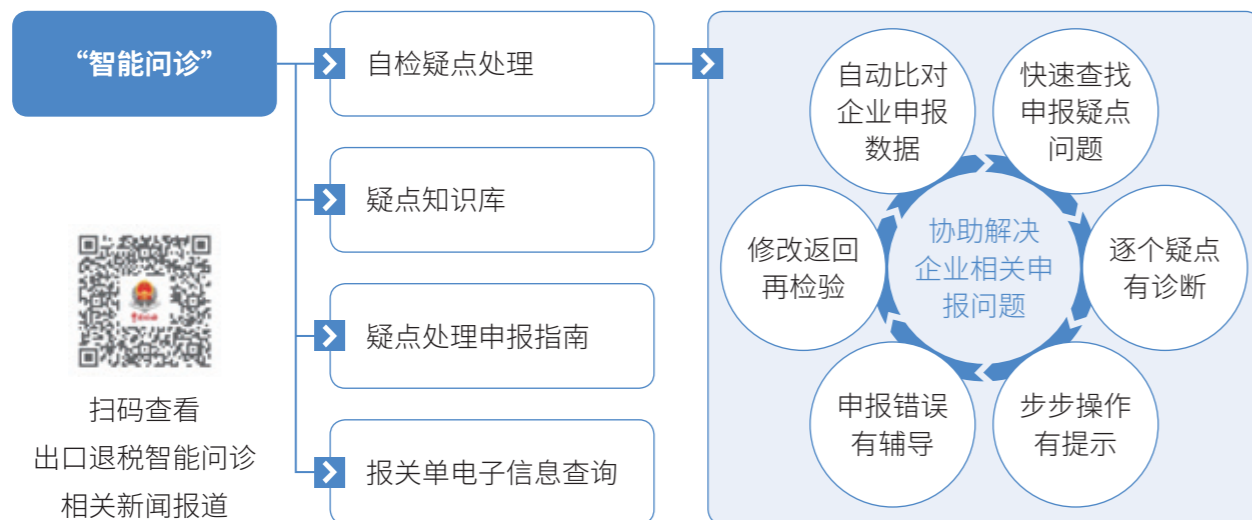 “智能问诊”
扫码查看
出口退税智能问诊
相关新闻报道
自检疑点处理
疑点知识库
疑点处理申报指南
报关单电子信息查询
自动比对
企业申报
数据
快速查找
申报疑点
问题
逐个疑点
有诊断
步步操作
有提示
申报错误
有辅导
修改返回
再检验
协助解决
企业相关申
报问题